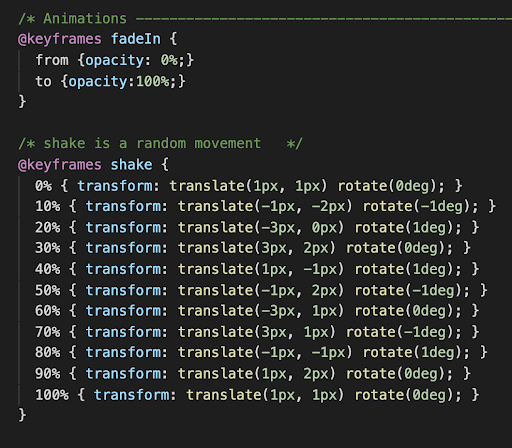 /* Animations ------------------------------------------
@keyframes fadeIn {
from {opacity: 0%;}
to {opacity:100%;}
}
/* shake is a random movement   */
@keyframes shake {
0% { transform: translate(1px, 1px) rotate(0deg); }
10% { transform: translate(-1px, -2px) rotate(-1deg); }
20% { transform: translate(-3px, 0px) rotate(1deg); }
30% { transform: translate(3px, 2px) rotate(0deg); }
40% { transform: translate(1px, -1px) rotate(1deg); }
50% { transform: translate(-1px, 2px) rotate(-1deg); }
60% { transform: translate(-3px, 1px) rotate(0deg); }
70% { transform: translate(3px, 1px) rotate(-1deg); }
80% { transform: translate(-1px, -1px) rotate(1deg); }
90% { transform: translate(1px, 2px) rotate(0deg); }
100% { transform: translate(1px, 1px) rotate(0deg); }
}